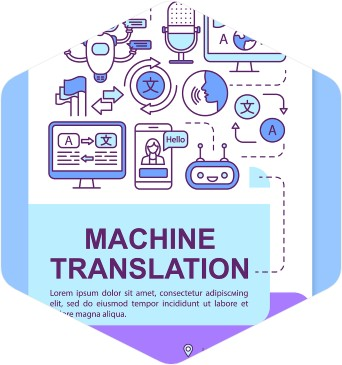 A
文
文
A
A 文
Hello
MACHINE
TRANSLATION
Lorem ipsum dolor sit amet, consectetur adipisicing
elit, sed do eiusmod tempor incididunt ut labore et
magna aliqua.